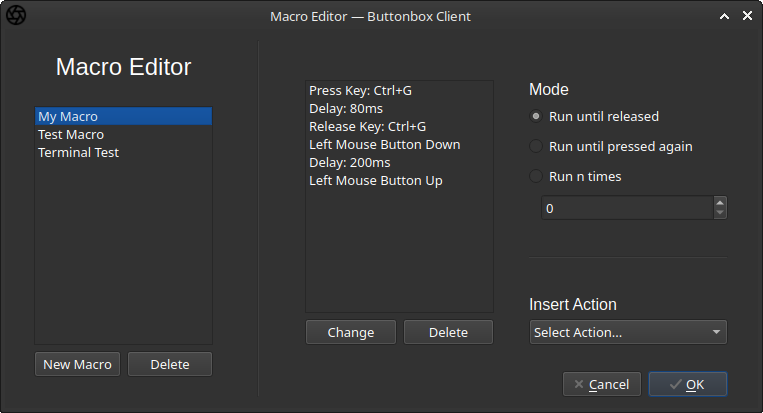 Macro Editor — Buttonbox Client
Macro Editor
My Macro
Test Macro
Terminal Test
New Macro
Delete
Press Key: Ctrl+G
Delay: 80ms
Release Key: Ctrl+G
Left Mouse Button Down
Delay: 200ms
Left Mouse Button Up
Change
Delete
Mode
Run until released
Run until pressed again
Run n times
0
Insert Action
Select Action...
Cancel
OK